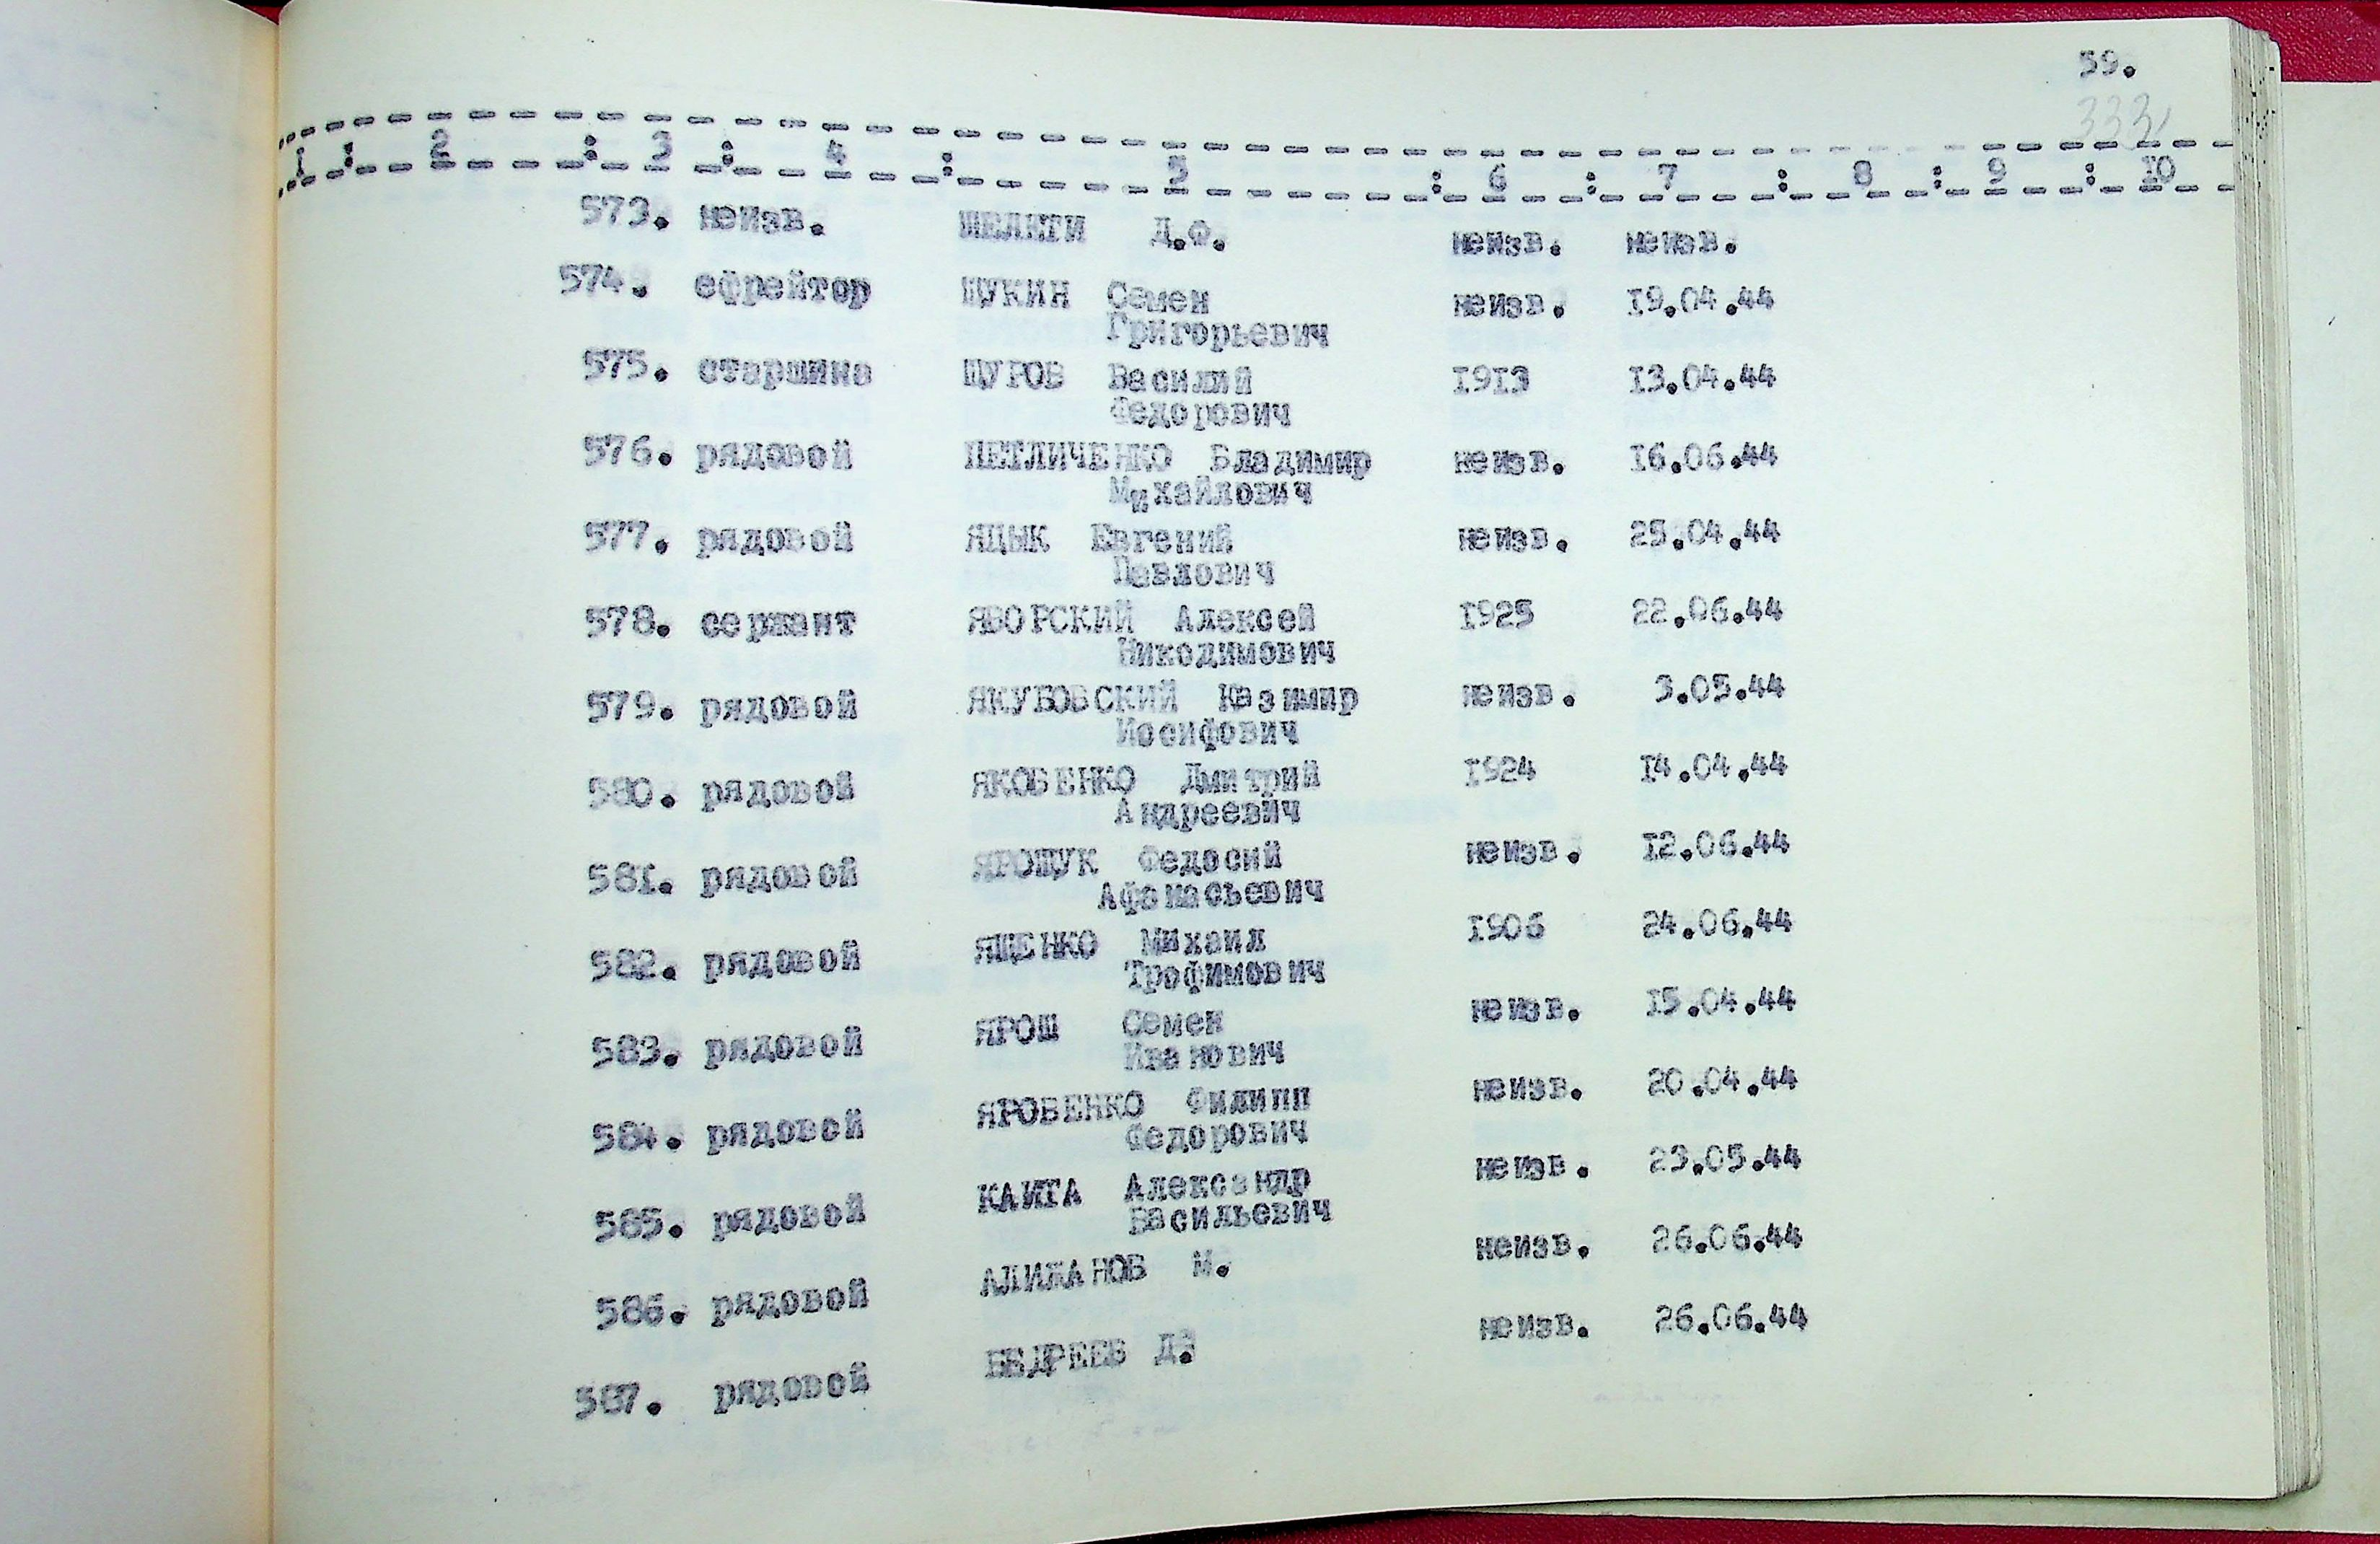 59.
333
1 : 2 : 3 : 4 : 5 : 6 : 7 : 8 : 9 : 10
573. неизв. Д.Ф. неизв. неизв.
574. ефрейтор ЩУКИН Семен неизв. 19.04.44
Григорьевич
575. старшина ЩУРОВ Василий 1913 13.04.44
Федорович
576. рядовой ПЕТЛИЧЕНКО Владимир неизв. 16.06.44
Михайлович
577. рядовой ЯЦЫК Евгений неизв. 25.04.44
Павлович
578. сержант ЯВОРСКИЙ Алексей 1925 22.06.44
Никодимович
579. рядовой ЯКУБОВСКИЙ Казимир неизв. 3.05.44
Иосифович
580. рядовой ЯКОВЕНКО Дмитрий 1924 14.04.44
Андреевич
581. рядовой ЯРОЩУК Федосий неизв. 12.06.44
Афанасьевич
582. рядовой ЯЩЕНКО Михаил 1906 24.06.44
Трофимович
583. рядовой ЯРОШ Семен неизв. 15.04.44
Иванович
584. рядовой ЯРОВЕНКО Филипп неизв. 20.04.44
Федорович
585. рядовой КАИГА Александр неизв. 23.05.44
Васильевич
586. рядовой АЛИЖАНОВ М. неизв. 26.06.44
587. рядовой Д. неизв. 26.06.44